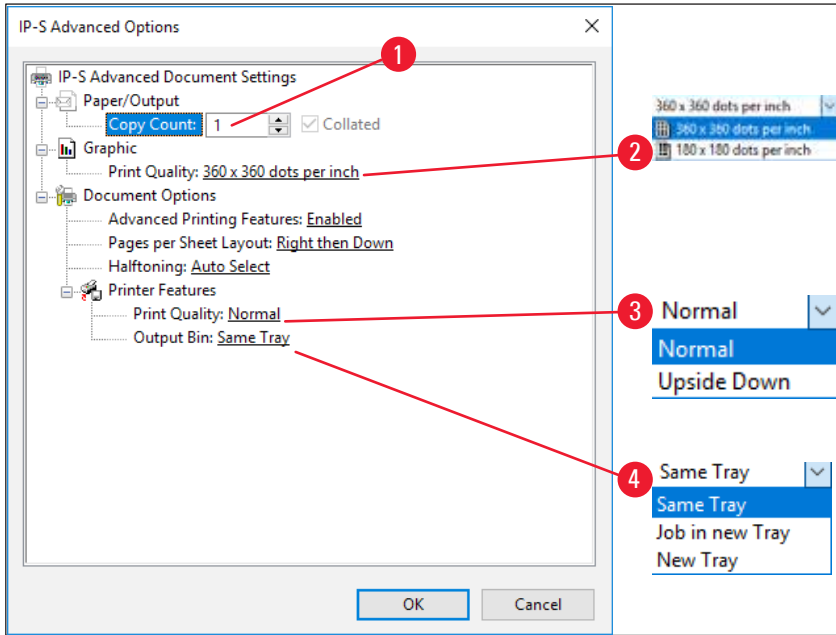 IP-S Advanced Options
1
IP-S Advanced Document Settings
Paper/Output
Copy Count: 1 Collated
Graphic
Print Quality: 360 x 360 dots per inch
Document Options
Advanced Printing Features: Enabled
Pages per Sheet Layout: Right then Down
Halftoning: Auto Select
Printer Features
Print Quality: Normal
Output Bin: Same Tray
OK Cancel
2
360 x 360 dots per inch
360 x 360 dots per inch
180 x 180 dots per inch
3
Normal
Normal
Upside Down
4
Same Tray
Same Tray
Job in new Tray
New Tray